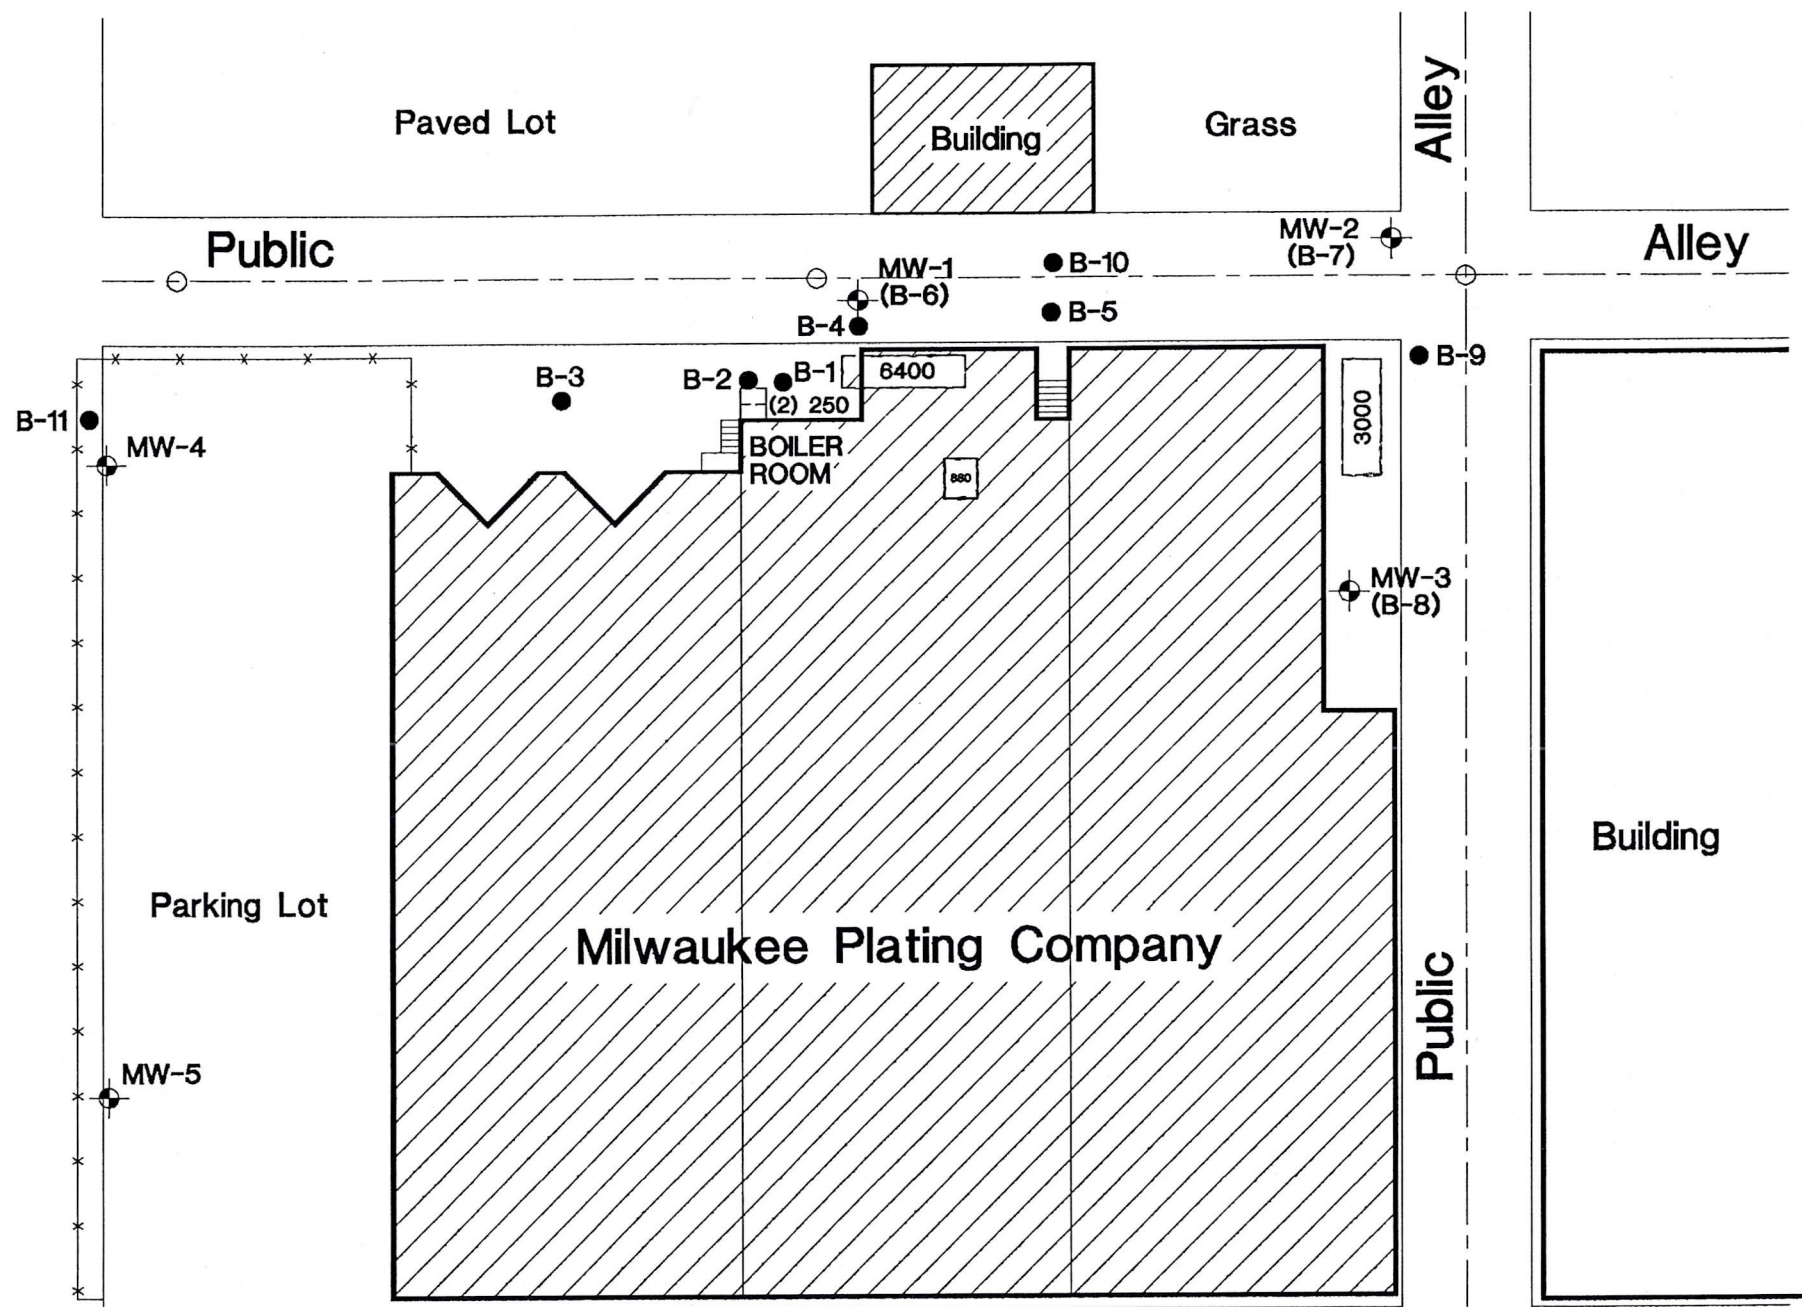 Paved Lot
Building
Grass
Alley
Public
MW-1
(B-6)
B-10
MW-2
(B-7)
Alley
B-4
B-5
B-9
B-3
B-2
B-1
6400
(2) 250
3000
B-11
MW-4
BOILER
ROOM
880
MW-3
(B-8)
Building
Parking Lot
Milwaukee Plating Company
Public
MW-5